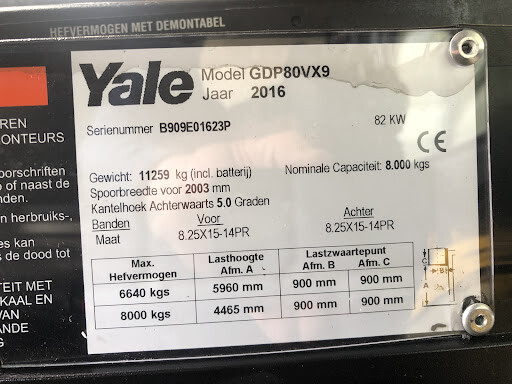 HEFVERMOGEN MET DEMONTABEL
Yale Model GDP80VX9
Jaar 2016
Serienummer B909E01623P 82 KW
CE
Gewicht: 11259 kg (incl. batterij) Nominale Capaciteit: 8.000 kgs
Spoorbreedte voor 2003 mm
Kantelhoek Achterwaarts 5.0 Graden
Banden Voor Achter
Maat 8.25X15-14PR 8.25X15-14PR
Max. Hefvermogen Lasthoogte Afm. A Lastzwaartepunt Afm. B Afm. C
6640 kgs 5960 mm 900 mm 900 mm
8000 kgs 4465 mm 900 mm 900 mm
C
B
A
REN
ONTEURS
oorschriften
o of naast de
en herbruiks-,
es kan
s de dood tot
TEIT MET
KAAL EN
VAN
ANDE
G